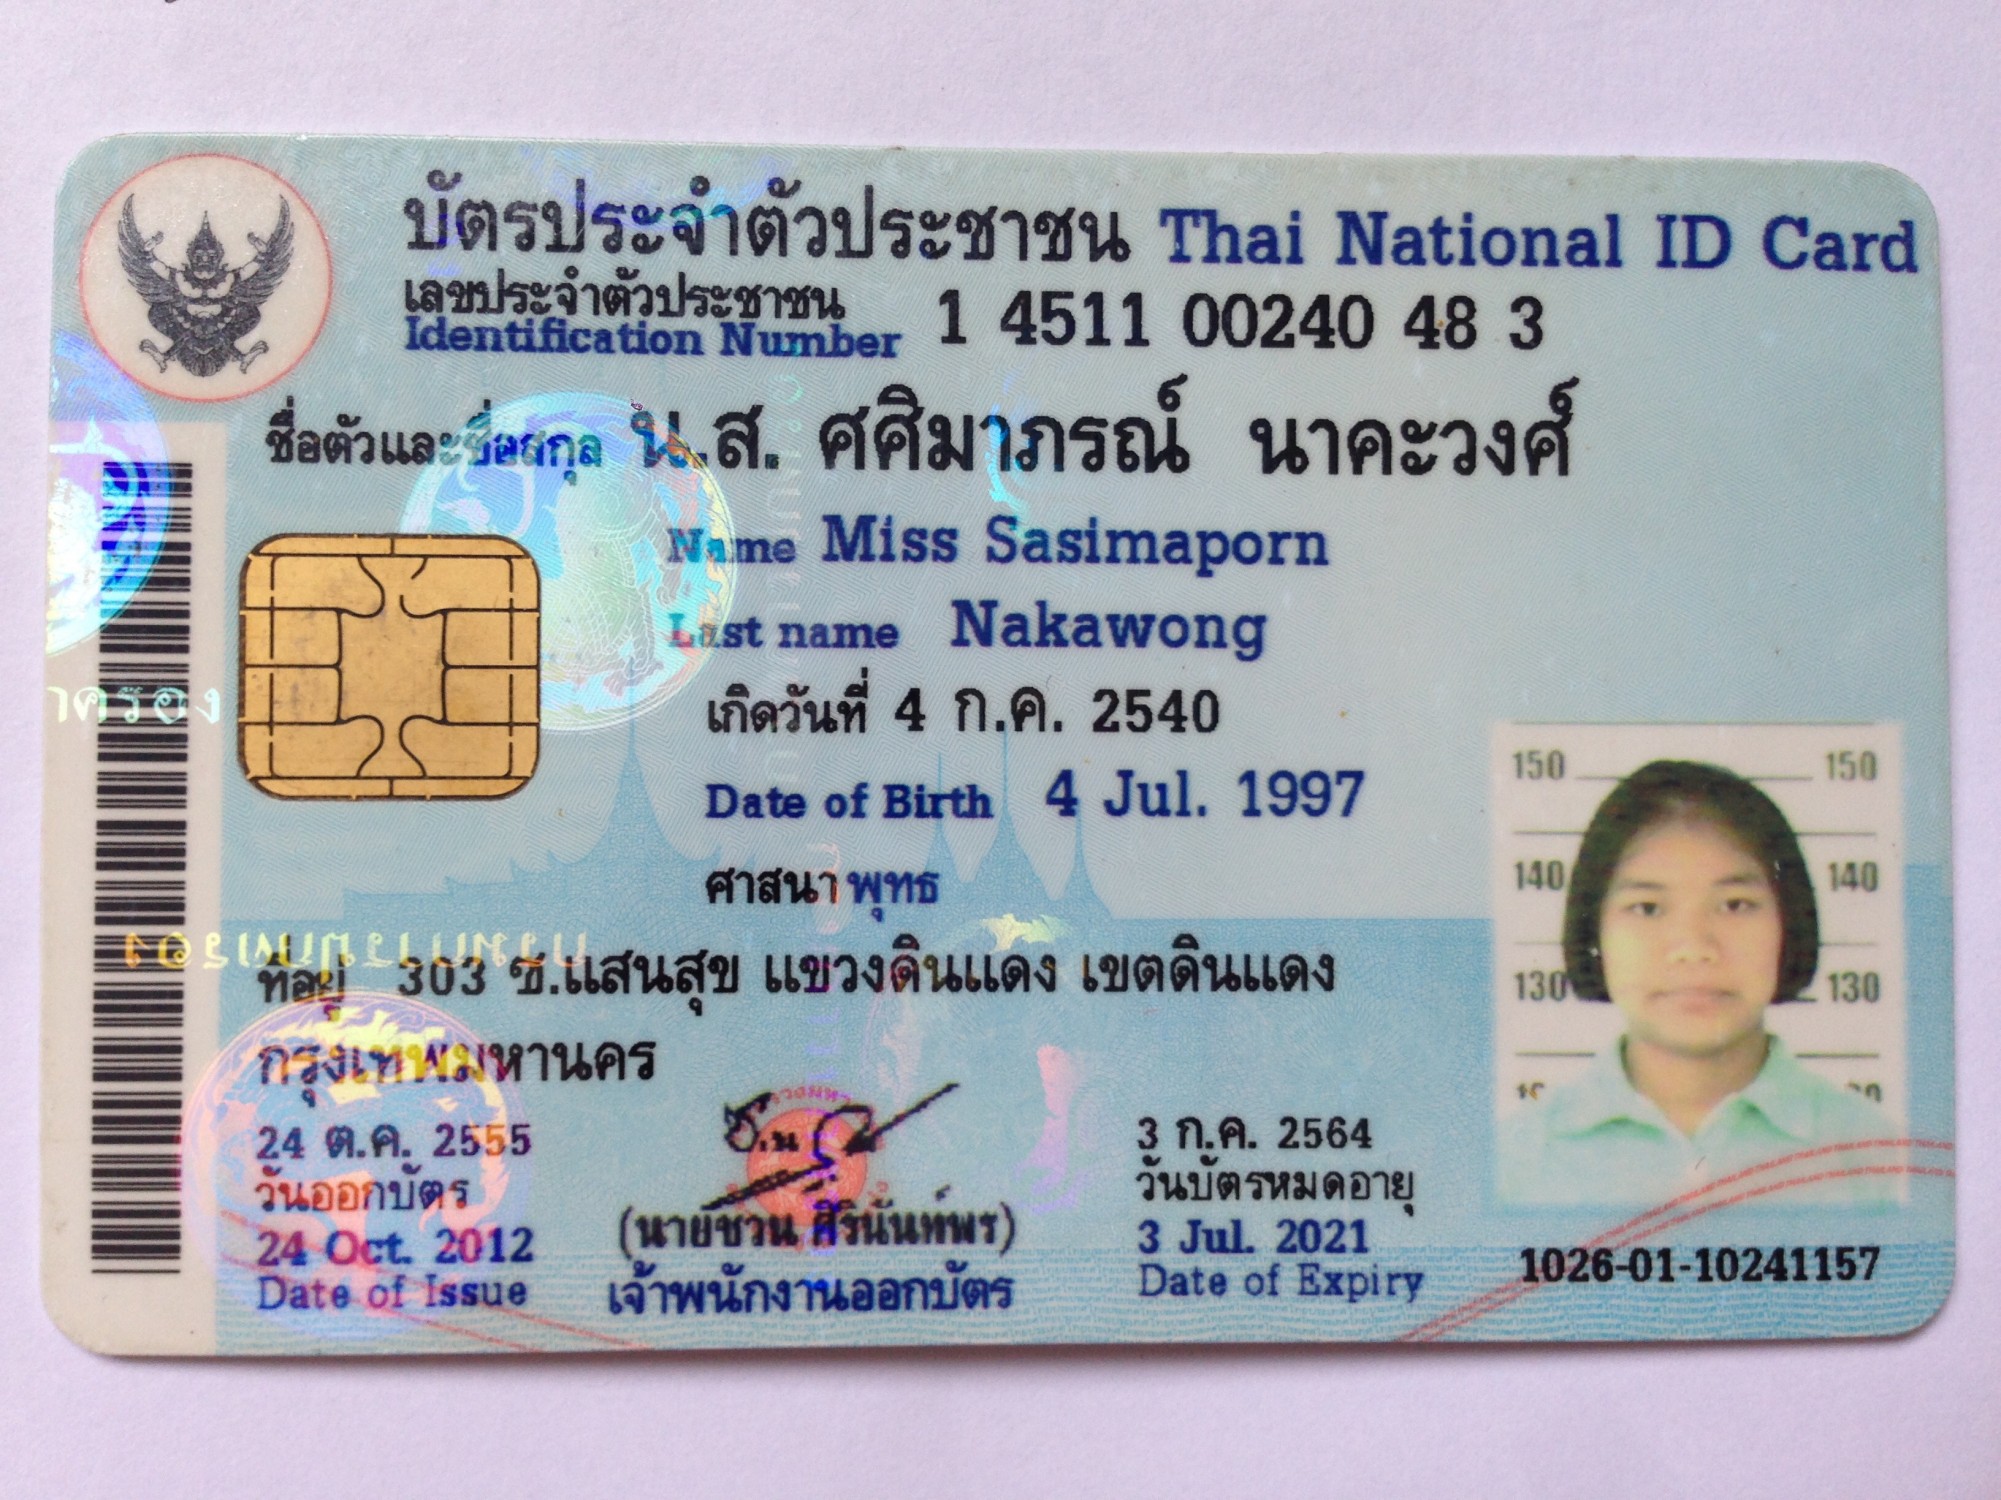 บัตรประจำตัวประชาชน Thai National ID Card
เลขประจำตัวประชาชน
Identification Number 1 4511 00240 48 3
ชื่อตัวและชื่อสกุล น.ส. ศศิมาภรณ์ นาคะวงศ์
Name Miss Sasimaporn
Last name Nakawong
เกิดวันที่ 4 ก.ค. 2540
Date of Birth 4 Jul. 1997
ศาสนา พุทธ
ที่อยู่ 303 ซ.แสนสุข แขวงดินแดง เขตดินแดง
กรุงเทพมหานคร
24 ต.ค. 2555
วันออกบัตร
24 Oct. 2012
Date of Issue
(นายชวน ศิรินันท์พร)
เจ้าพนักงานออกบัตร
3 ก.ค. 2564
วันบัตรหมดอายุ
3 Jul. 2021
Date of Expiry
150 150
140 140
130 130
1026-01-10241157